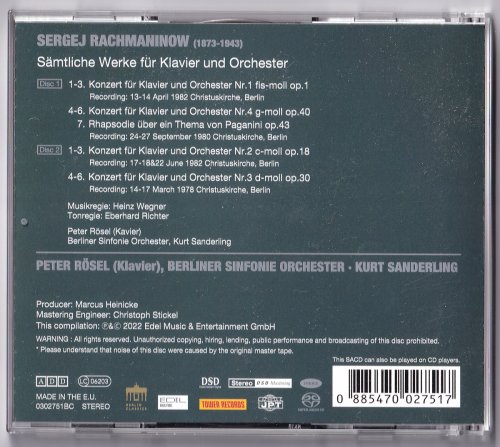 SERGEJ RACHMANINOW (1873-1943)
Sämtliche Werke für Klavier und Orchester
Disc 1 1-3. Konzert für Klavier und Orchester Nr.1 fis-moll op.1
Recording: 13-14 April 1982 Christuskirche, Berlin
4-6. Konzert für Klavier und Orchester Nr.4 g-moll op.40
7. Rhapsodie über ein Thema von Paganini op.43
Recording: 24-27 September 1980 Christuskirche, Berlin
Disc 2 1-3. Konzert für Klavier und Orchester Nr.2 c-moll op.18
Recording: 17-18&22 June 1982 Christuskirche, Berlin
4-6. Konzert für Klavier und Orchester Nr.3 d-moll op.30
Recording: 14-17 March 1978 Christuskirche, Berlin
Musikregie: Heinz Wegner
Tonregie: Eberhard Richter
Peter Rösel (Kavier)
Berliner Sinfonie Orchester, Kurt Sanderling
PETER RÖSEL (Klavier), BERLINER SINFONIE ORCHESTER · KURT SANDERLING
Producer: Marcus Heinicke
Mastering Engineer: Christoph Stickel
This compilation: ℗&© 2022 Edel Music & Entertainment GmbH
WARNING : All rights reserved. Unauthorized copying, hiring, lending, public performance and broadcasting of this disc prohibited.
* Please understand that noise of this disc were caused by the original master tape.
This SACD can also be played on CD players.
ADD LC 06203
BERLIN CLASSICS
EDEL
DSD
Stereo DSD Mastering
TOWER RECORDS
MADE IN THE E.U.
0302751BC STEREO
0 885470 027517